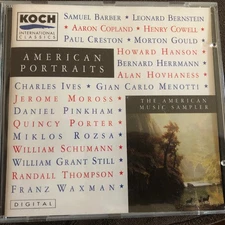 KOCH
INTERNATIONAL
CLASSICS
SAMUEL BARBER • LEONARD BERNSTEIN
AARON COPLAND • HENRY COWELL
PAUL CRESTON • MORTON GOULD
HOWARD HANSON
BERNARD HERRMANN
ALAN HOVHANESS
AMERICAN
PORTRAITS
CHARLES IVES • GIAN CARLO MENOTTI
JEROME MOROSS
DANIEL PINKHAM
QUINCY PORTER
MIKLOS ROZSA
WILLIAM SCHUMANN
WILLIAM GRANT STILL
RANDALL THOMPSON
FRANZ WAXMAN
THE AMERICAN
MUSIC SAMPLER
DIGITAL